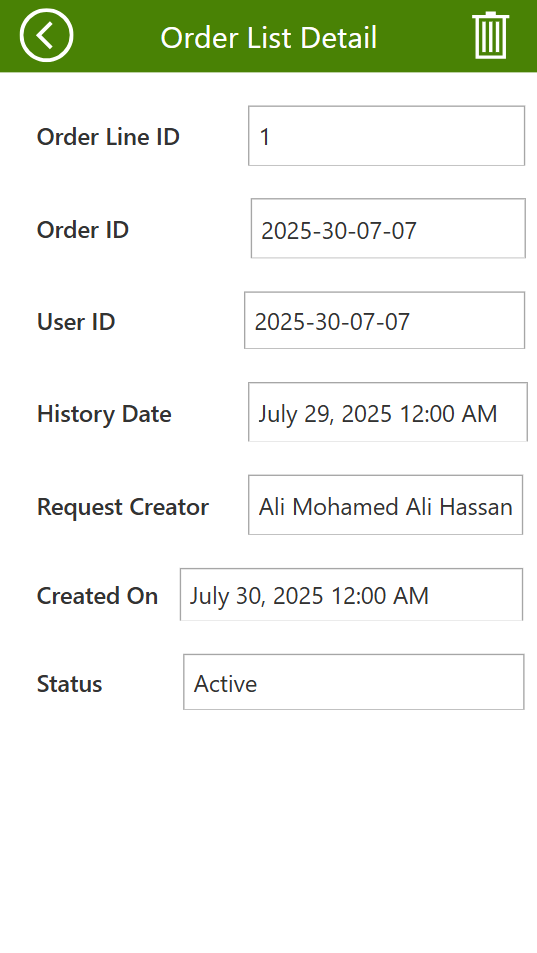 Order List Detail
Order Line ID 1
Order ID 2025-30-07-07
User ID 2025-30-07-07
History Date July 29, 2025 12:00 AM
Request Creator Ali Mohamed Ali Hassan
Created On July 30, 2025 12:00 AM
Status Active